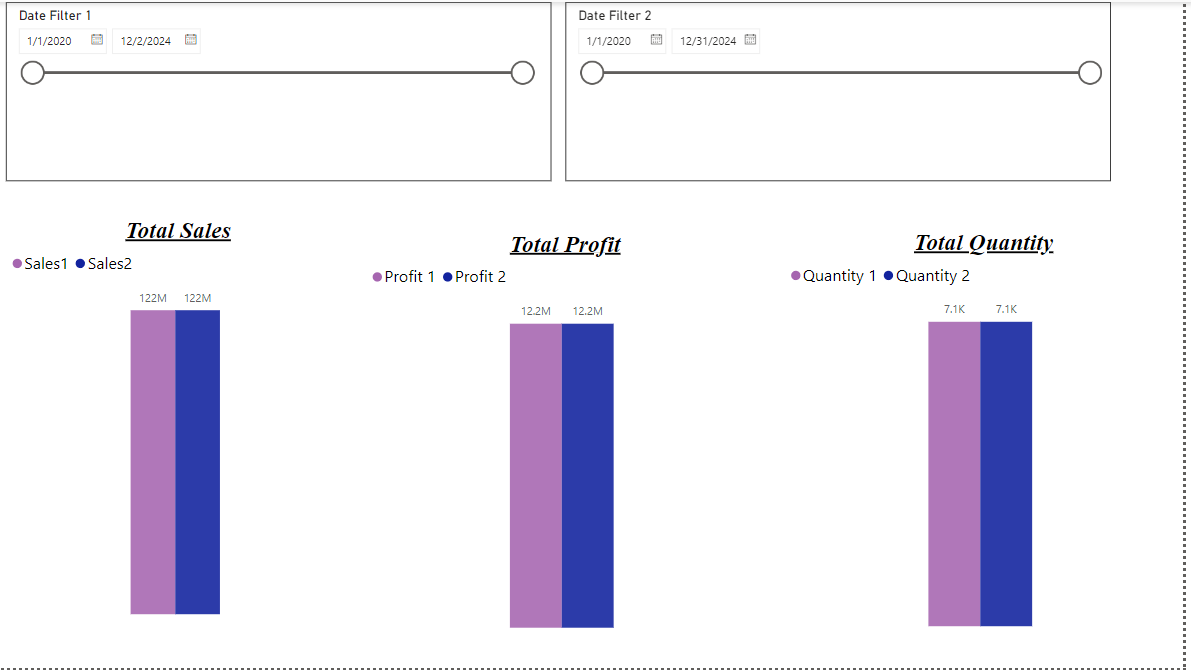 Date Filter 1
1/1/2020 12/2/2024
Date Filter 2
1/1/2020 12/31/2024
Total Sales
Sales1 Sales2
122M 122M
Total Profit
Profit 1 Profit 2
12.2M 12.2M
Total Quantity
Quantity 1 Quantity 2
7.1K 7.1K